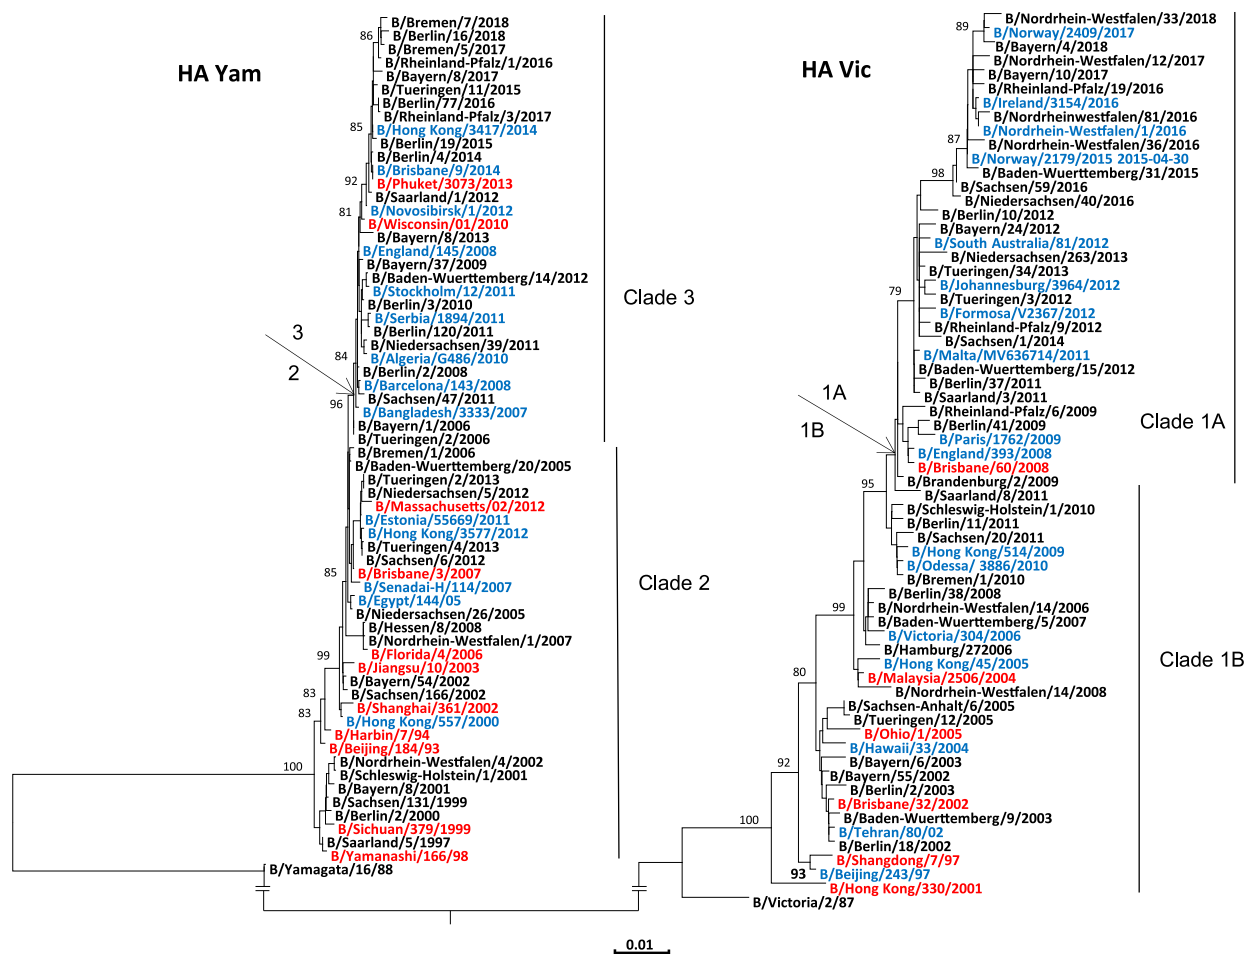 HA Yam
86
B/Bremen/7/2018
B/Berlin/16/2018
B/Bremen/5/2017
B/Rheinland-Pfalz/1/2016
B/Bayern/8/2017
B/Tueringen/11/2015
B/Berlin/77/2016
B/Rheinland-Pfalz/3/2017
85
B/Hong Kong/3417/2014
B/Berlin/19/2015
B/Berlin/4/2014
B/Brisbane/9/2014
92
B/Phuket/3073/2013
B/Saarland/1/2012
81
B/Novosibirsk/1/2012
B/Wisconsin/01/2010
B/Bayern/8/2013
B/England/145/2008
B/Bayern/37/2009
B/Baden-Wuerttemberg/14/2012
B/Stockholm/12/2011
B/Berlin/3/2010
B/Serbia/1894/2011
B/Berlin/120/2011
B/Niedersachsen/39/2011
84
B/Algeria/G486/2010
B/Berlin/2/2008
B/Barcelona/143/2008
B/Sachsen/47/2011
96
B/Bangladesh/3333/2007
B/Bayern/1/2006
B/Tueringen/2/2006
3
2
Clade 3
B/Bremen/1/2006
B/Baden-Wuerttemberg/20/2005
B/Tueringen/2/2013
B/Niedersachsen/5/2012
B/Massachusetts/02/2012
B/Estonia/55669/2011
B/Hong Kong/3577/2012
B/Tueringen/4/2013
B/Sachsen/6/2012
85
B/Brisbane/3/2007
B/Senadai-H/114/2007
B/Egypt/144/05
B/Niedersachsen/26/2005
B/Hessen/8/2008
B/Nordrhein-Westfalen/1/2007
99
B/Florida/4/2006
B/Jiangsu/10/2003
B/Bayern/54/2002
83
B/Sachsen/166/2002
B/Shanghai/361/2002
83
B/Hong Kong/557/2000
B/Harbin/7/94
B/Beijing/184/93
100
B/Nordrhein-Westfalen/4/2002
B/Schleswig-Holstein/1/2001
B/Bayern/8/2001
B/Sachsen/131/1999
B/Berlin/2/2000
B/Sichuan/379/1999
B/Saarland/5/1997
B/Yamanashi/166/98
B/Yamagata/16/88
Clade 2
HA Vic
89
B/Nordrhein-Westfalen/33/2018
B/Norway/2409/2017
B/Bayern/4/2018
B/Nordrhein-Westfalen/12/2017
B/Bayern/10/2017
B/Rheinland-Pfalz/19/2016
B/Ireland/3154/2016
B/Nordrheinwestfalen/81/2016
B/Nordrhein-Westfalen/1/2016
87
B/Nordrhein-Westfalen/36/2016
B/Norway/2179/2015 2015-04-30
98
B/Baden-Wuerttemberg/31/2015
B/Sachsen/59/2016
B/Niedersachsen/40/2016
B/Berlin/10/2012
B/Bayern/24/2012
B/South Australia/81/2012
B/Niedersachsen/263/2013
B/Tueringen/34/2013
B/Johannesburg/3964/2012
79
B/Tueringen/3/2012
B/Formosa/V2367/2012
B/Rheinland-Pfalz/9/2012
B/Sachsen/1/2014
B/Malta/MV636714/2011
B/Baden-Wuerttemberg/15/2012
B/Berlin/37/2011
B/Saarland/3/2011
B/Rheinland-Pfalz/6/2009
B/Berlin/41/2009
B/Paris/1762/2009
B/England/393/2008
B/Brisbane/60/2008
B/Brandenburg/2/2009
1A
1B
Clade 1A
95
B/Saarland/8/2011
B/Schleswig-Holstein/1/2010
B/Berlin/11/2011
B/Sachsen/20/2011
B/Hong Kong/514/2009
B/Odessa/ 3886/2010
B/Bremen/1/2010
B/Berlin/38/2008
99
B/Nordrhein-Westfalen/14/2006
B/Baden-Wuerttemberg/5/2007
B/Victoria/304/2006
B/Hamburg/272006
B/Hong Kong/45/2005
80
B/Malaysia/2506/2004
B/Nordrhein-Westfalen/14/2008
B/Sachsen-Anhalt/6/2005
B/Tueringen/12/2005
B/Ohio/1/2005
B/Hawaii/33/2004
92
B/Bayern/6/2003
B/Bayern/55/2002
B/Berlin/2/2003
B/Brisbane/32/2002
100
B/Baden-Wuerttemberg/9/2003
B/Tehran/80/02
B/Berlin/18/2002
B/Shangdong/7/97
93
B/Beijing/243/97
B/Hong Kong/330/2001
B/Victoria/2/87
Clade 1B
0.01